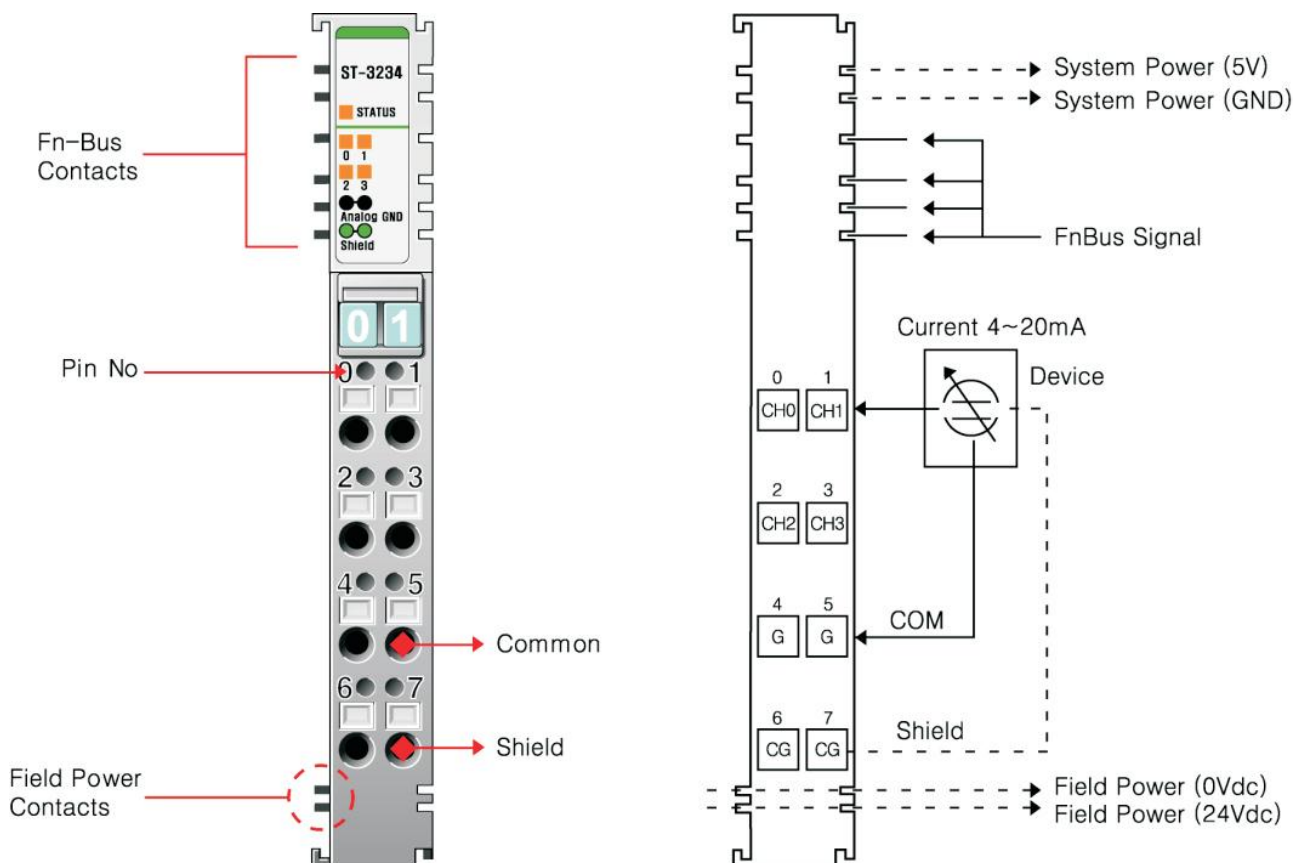 ST-3234
STATUS
0 1
2 3
Analog GND
Shield
Fn-Bus
Contacts
0 1
Pin No
0 1
2 3
4 5
Common
6 7
Shield
Field Power
Contacts
System Power (5V)
System Power (GND)
FnBus Signal
Current 4~20mA
Device
0 1
CH0 CH1
2 3
CH2 CH3
4 5
COM
G G
6 7
Shield
CG CG
Field Power (0Vdc)
Field Power (24Vdc)